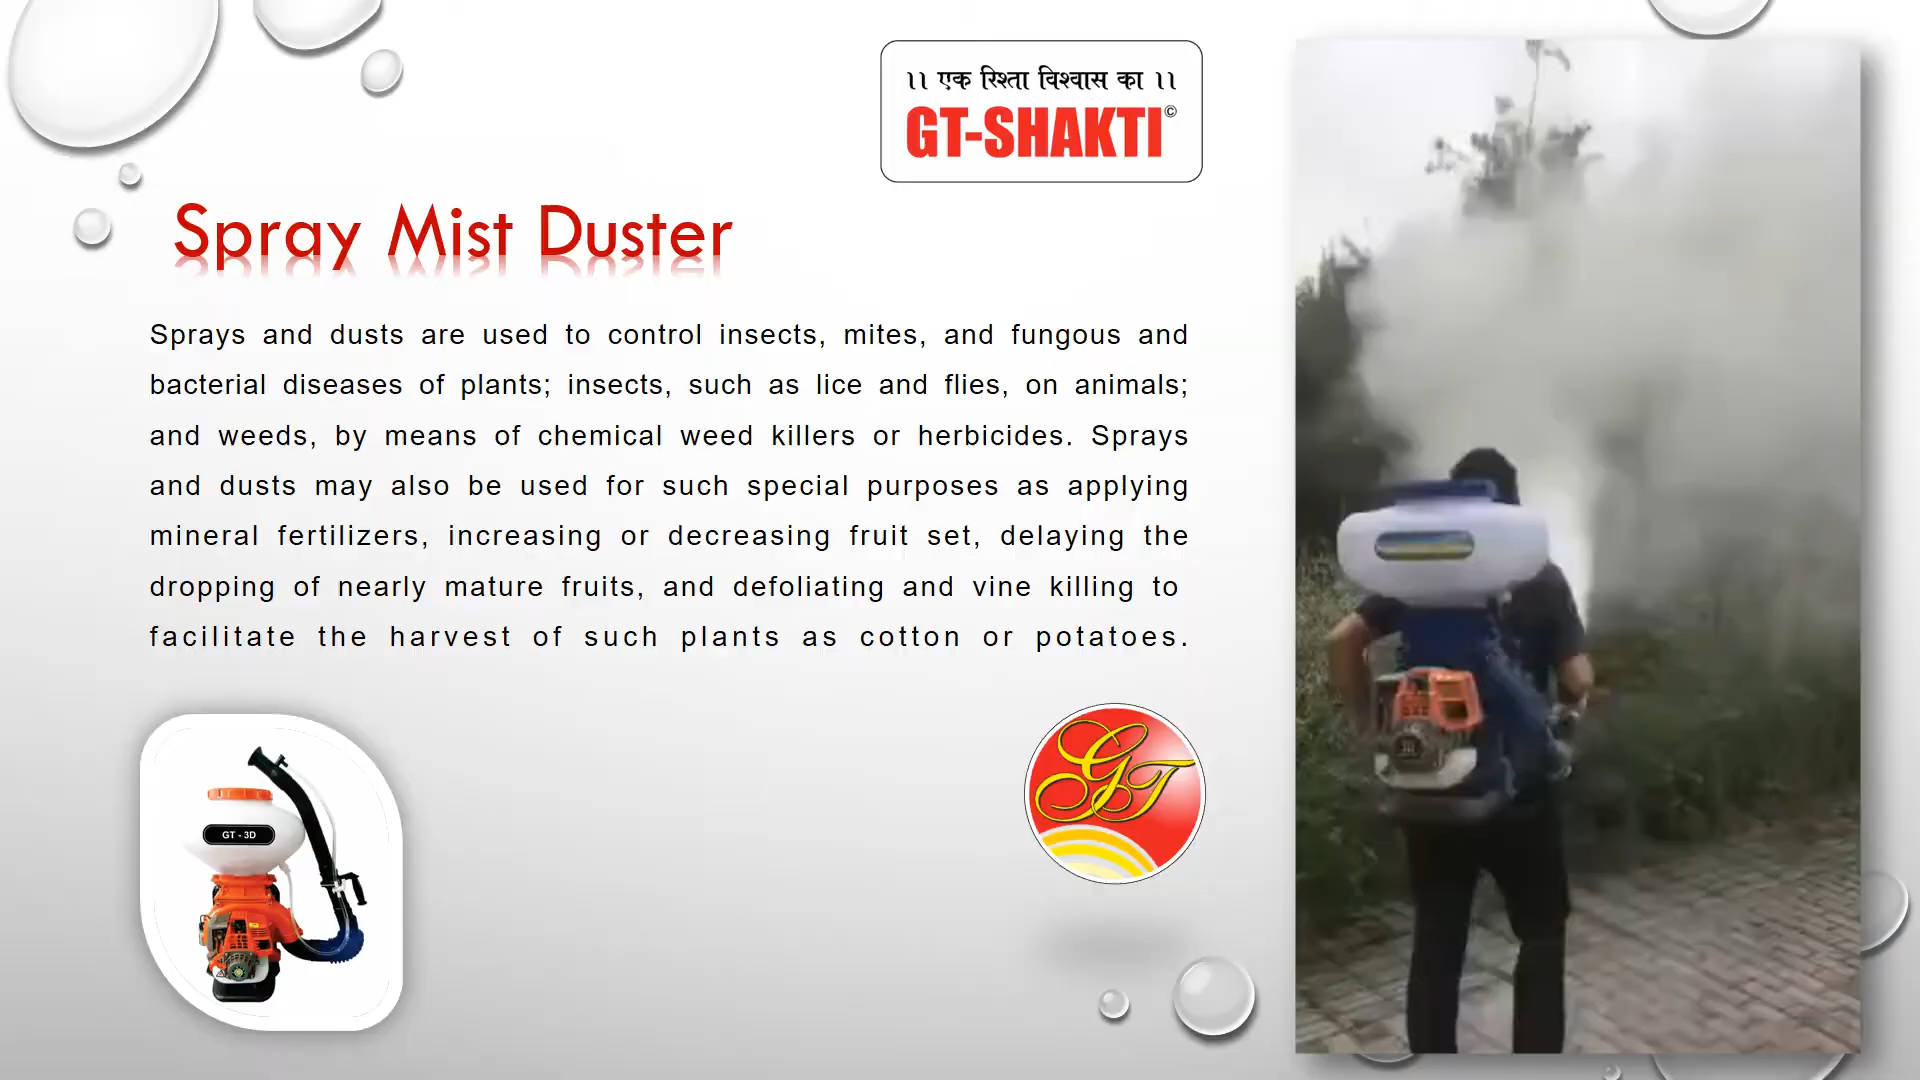 ।। एक रिश्ता विश्वास का ।।
GT-SHAKTI©
Spray Mist Duster
Sprays and dusts are used to control insects, mites, and fungous and
bacterial diseases of plants; insects, such as lice and flies, on animals;
and weeds, by means of chemical weed killers or herbicides. Sprays
and dusts may also be used for such special purposes as applying
mineral fertilizers, increasing or decreasing fruit set, delaying the
dropping of nearly mature fruits, and defoliating and vine killing to
facilitate the harvest of such plants as cotton or potatoes.
GT - 3D
GT